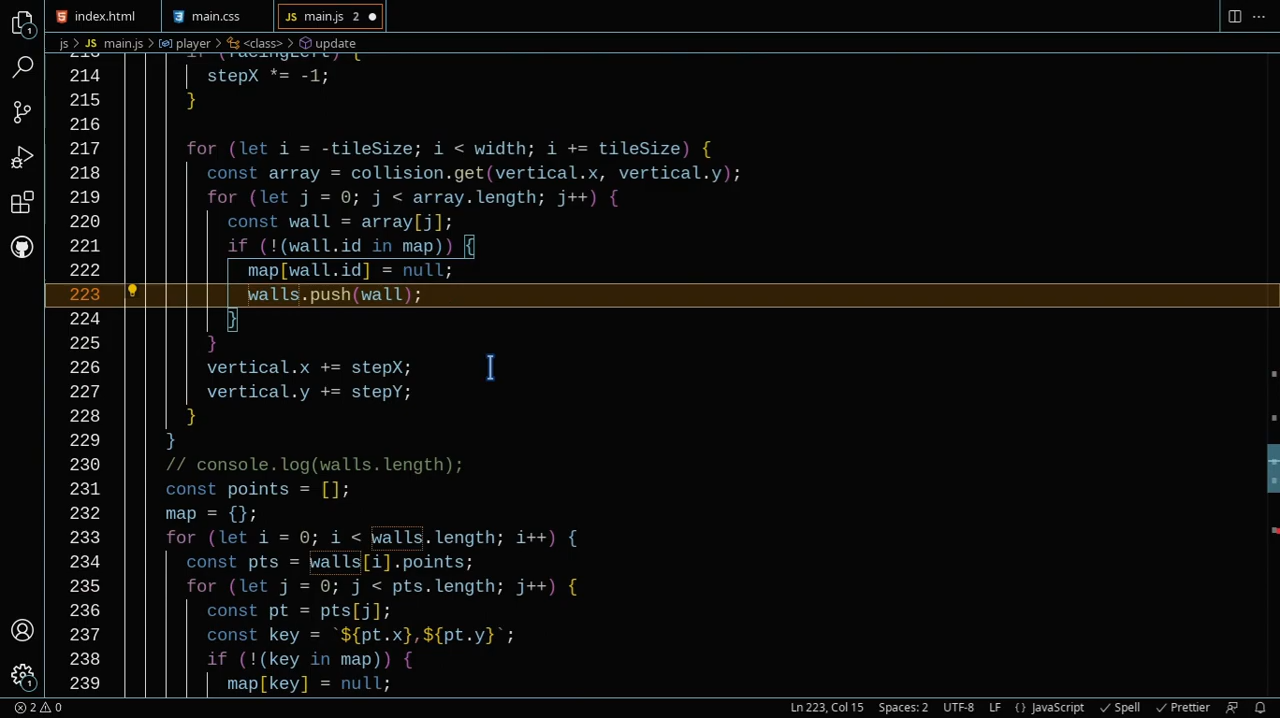 index.html
main.css
JS main.js 2
js > JS main.js > player > <class> > update
214 stepX *= -1;
215 }
216
217 for (let i = -tileSize; i < width; i += tileSize) {
218 const array = collision.get(vertical.x, vertical.y);
219 for (let j = 0; j < array.length; j++) {
220 const wall = array[j];
221 if (!(wall.id in map)) {
222 map[wall.id] = null;
223 walls.push(wall);
224 }
225 }
226 vertical.x += stepX;
227 vertical.y += stepY;
228 }
229 }
230 // console.log(walls.length);
231 const points = [];
232 map = {};
233 for (let i = 0; i < walls.length; i++) {
234 const pts = walls[i].points;
235 for (let j = 0; j < pts.length; j++) {
236 const pt = pts[j];
237 const key = `${pt.x},${pt.y}`;
238 if (!(key in map)) {
239 map[key] = null;
1
1
2 0
Ln 223, Col 15
Spaces: 2
UTF-8
LF
{} JavaScript
Spell
Prettier